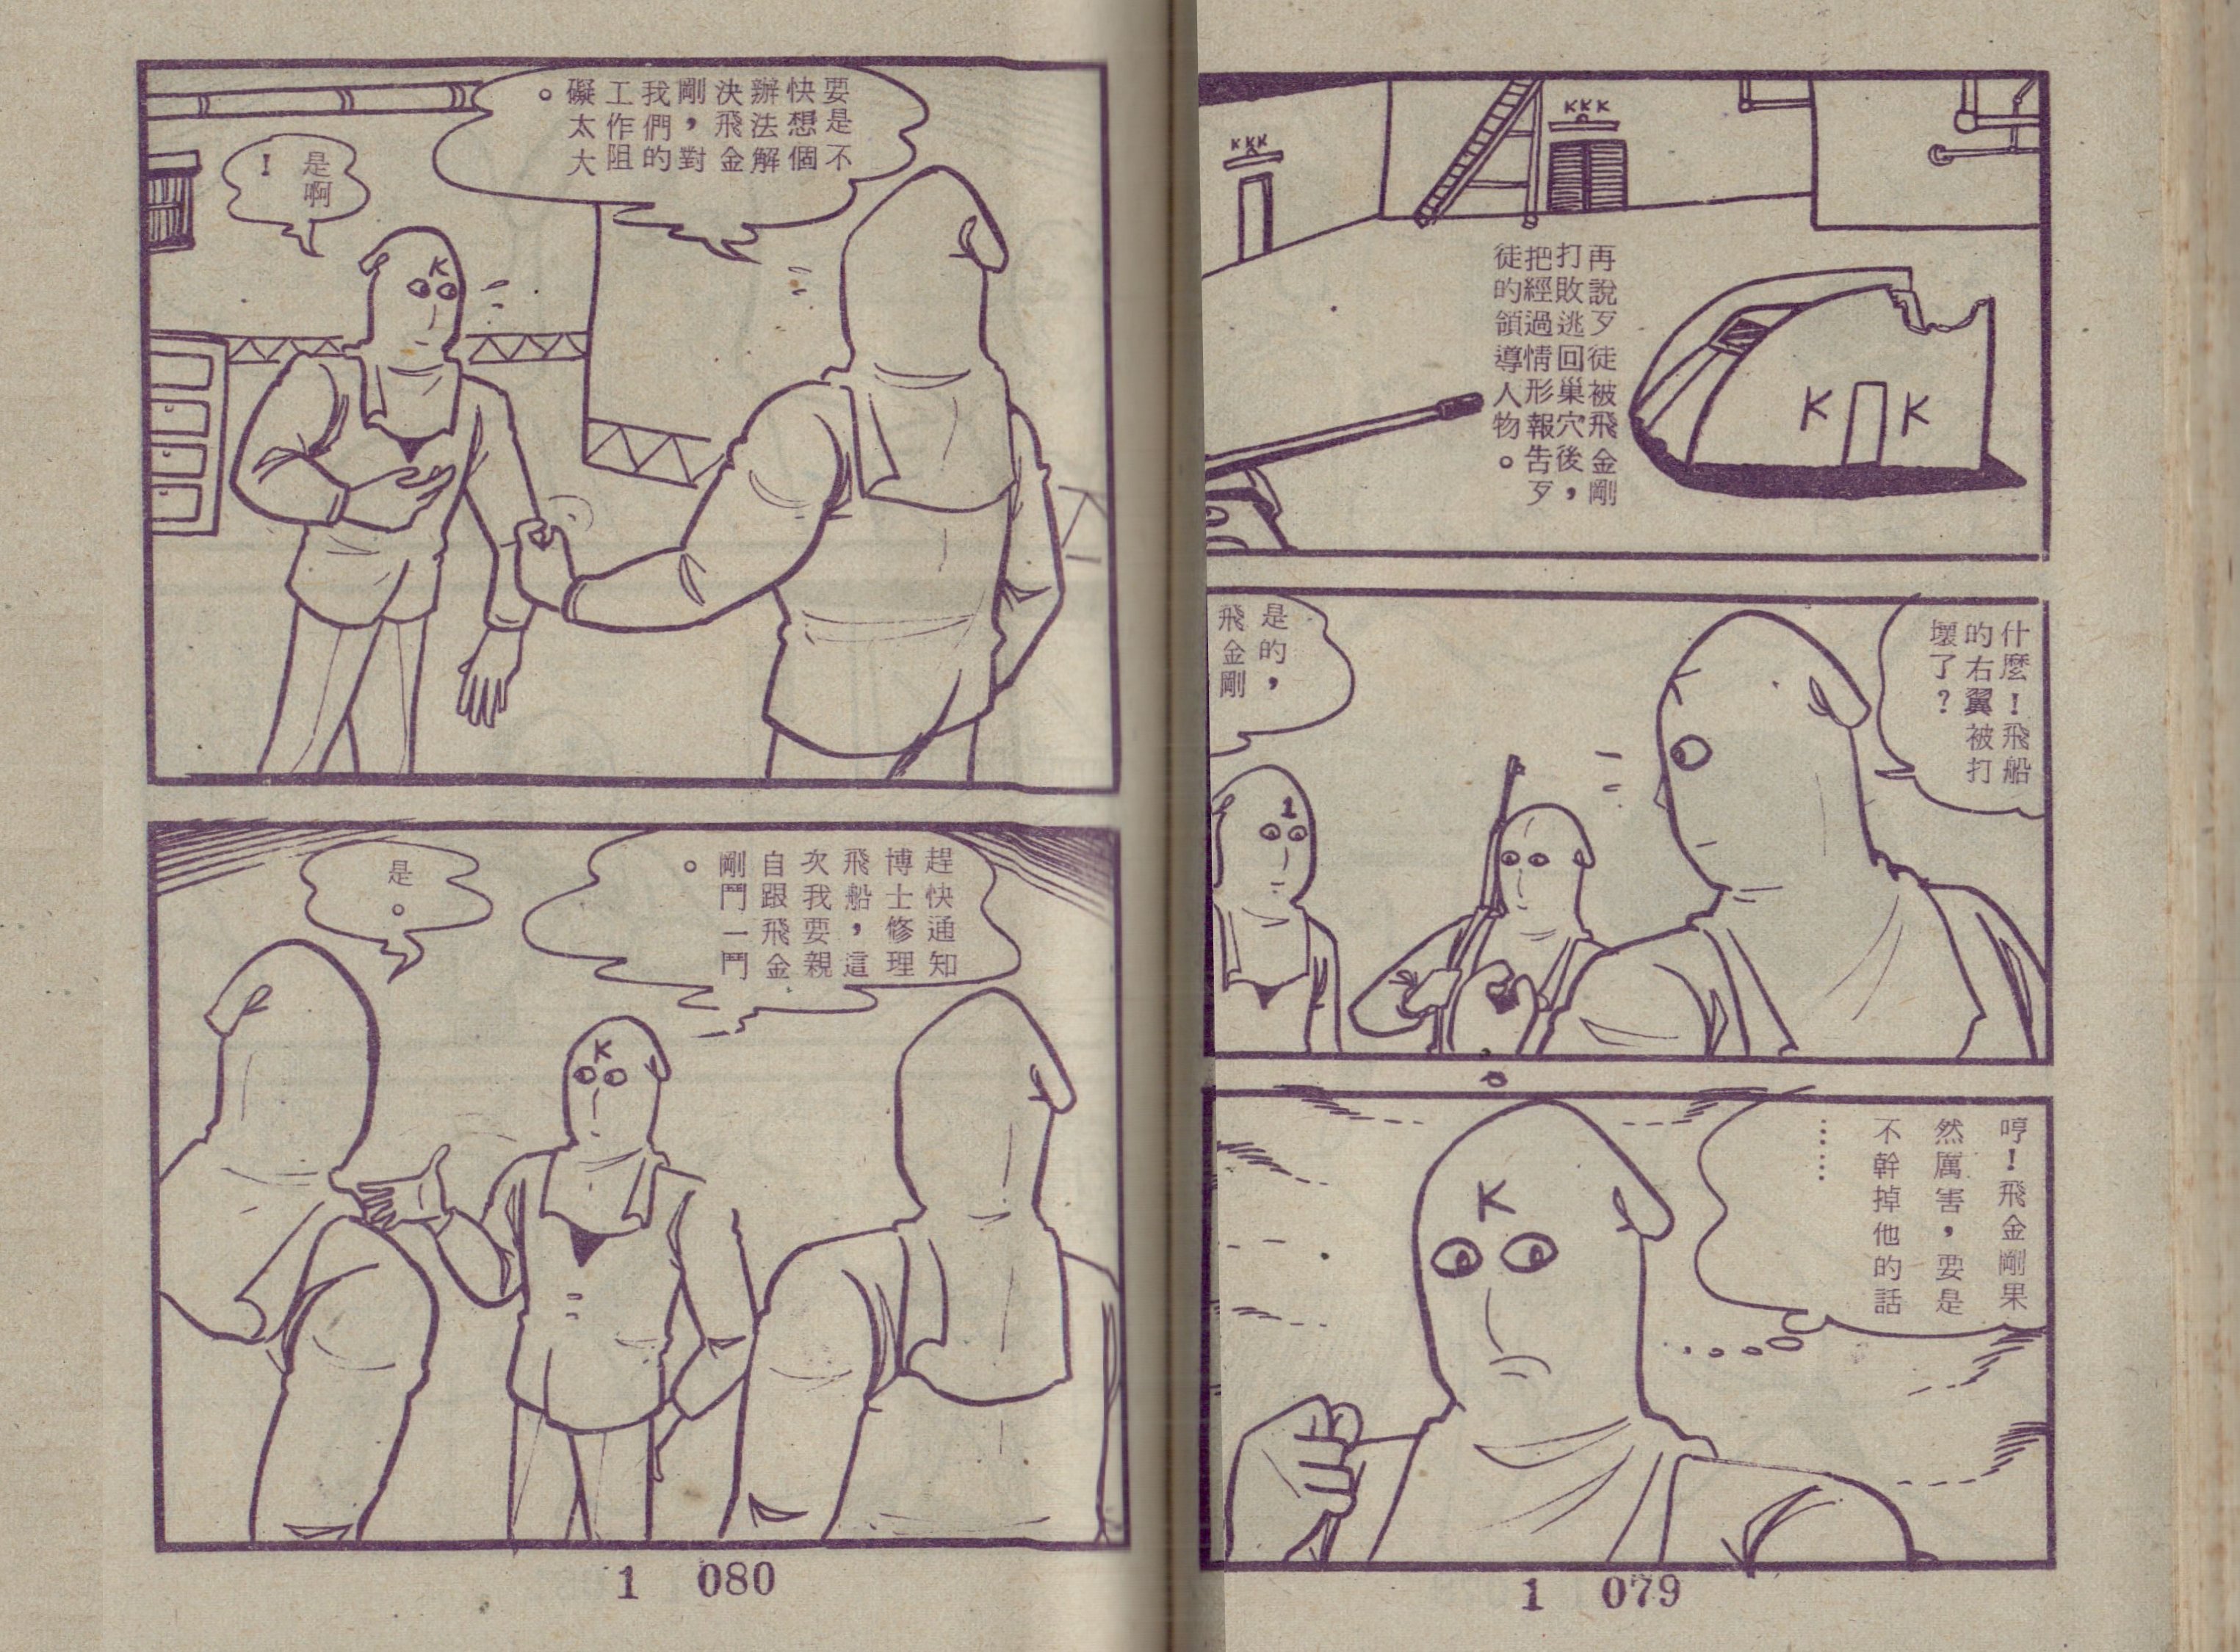 KKK
KKK
K K
再說歹徒被飛金剛
打敗逃回巢穴後，
把經過情形報告歹
徒的領導人物。
什麼！飛船
的右翼被打
壞了？
是的，
飛金剛
1
K
哼！飛金剛果
然厲害，要是
不幹掉他的話
……
1 079
要是不
快想個
辦法解
決飛金
剛，對
我們的
工作阻
礙太大
。
是啊
！
K
趕快通知
博士修理
飛船，這
次我要親
自跟飛金
剛鬥一鬥
。
是。
K
1 080